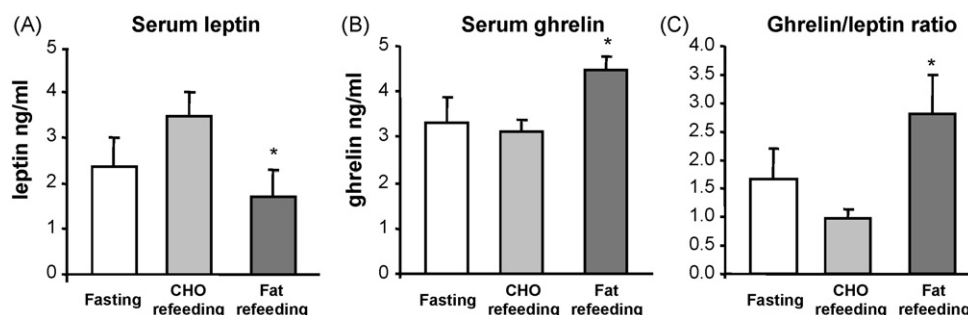 (A) Serum leptin
leptin ng/ml
5
4
3
2
1
0
*
Fasting
CHO
refeeding
Fat
refeeding
(B) Serum ghrelin
ghrelin ng/ml
5
4
3
2
1
0
*
Fasting
CHO
refeeding
Fat
refeeding
(C) Ghrelin/leptin ratio
4.0
3.5
3.0
2.5
2.0
1.5
1.0
0.5
0.0
*
Fasting
CHO
refeeding
Fat
refeeding